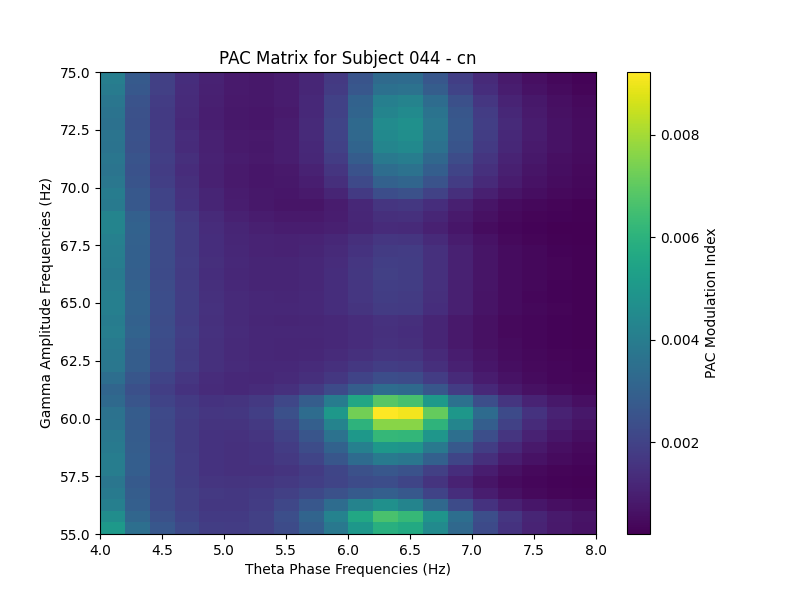 PAC Matrix for Subject 044 - cn
75.0
72.5
70.0
67.5
65.0
62.5
60.0
57.5
55.0
Gamma Amplitude Frequencies (Hz)
4.0 4.5 5.0 5.5 6.0 6.5 7.0 7.5 8.0
Theta Phase Frequencies (Hz)
0.008
0.006
0.004
0.002
PAC Modulation Index